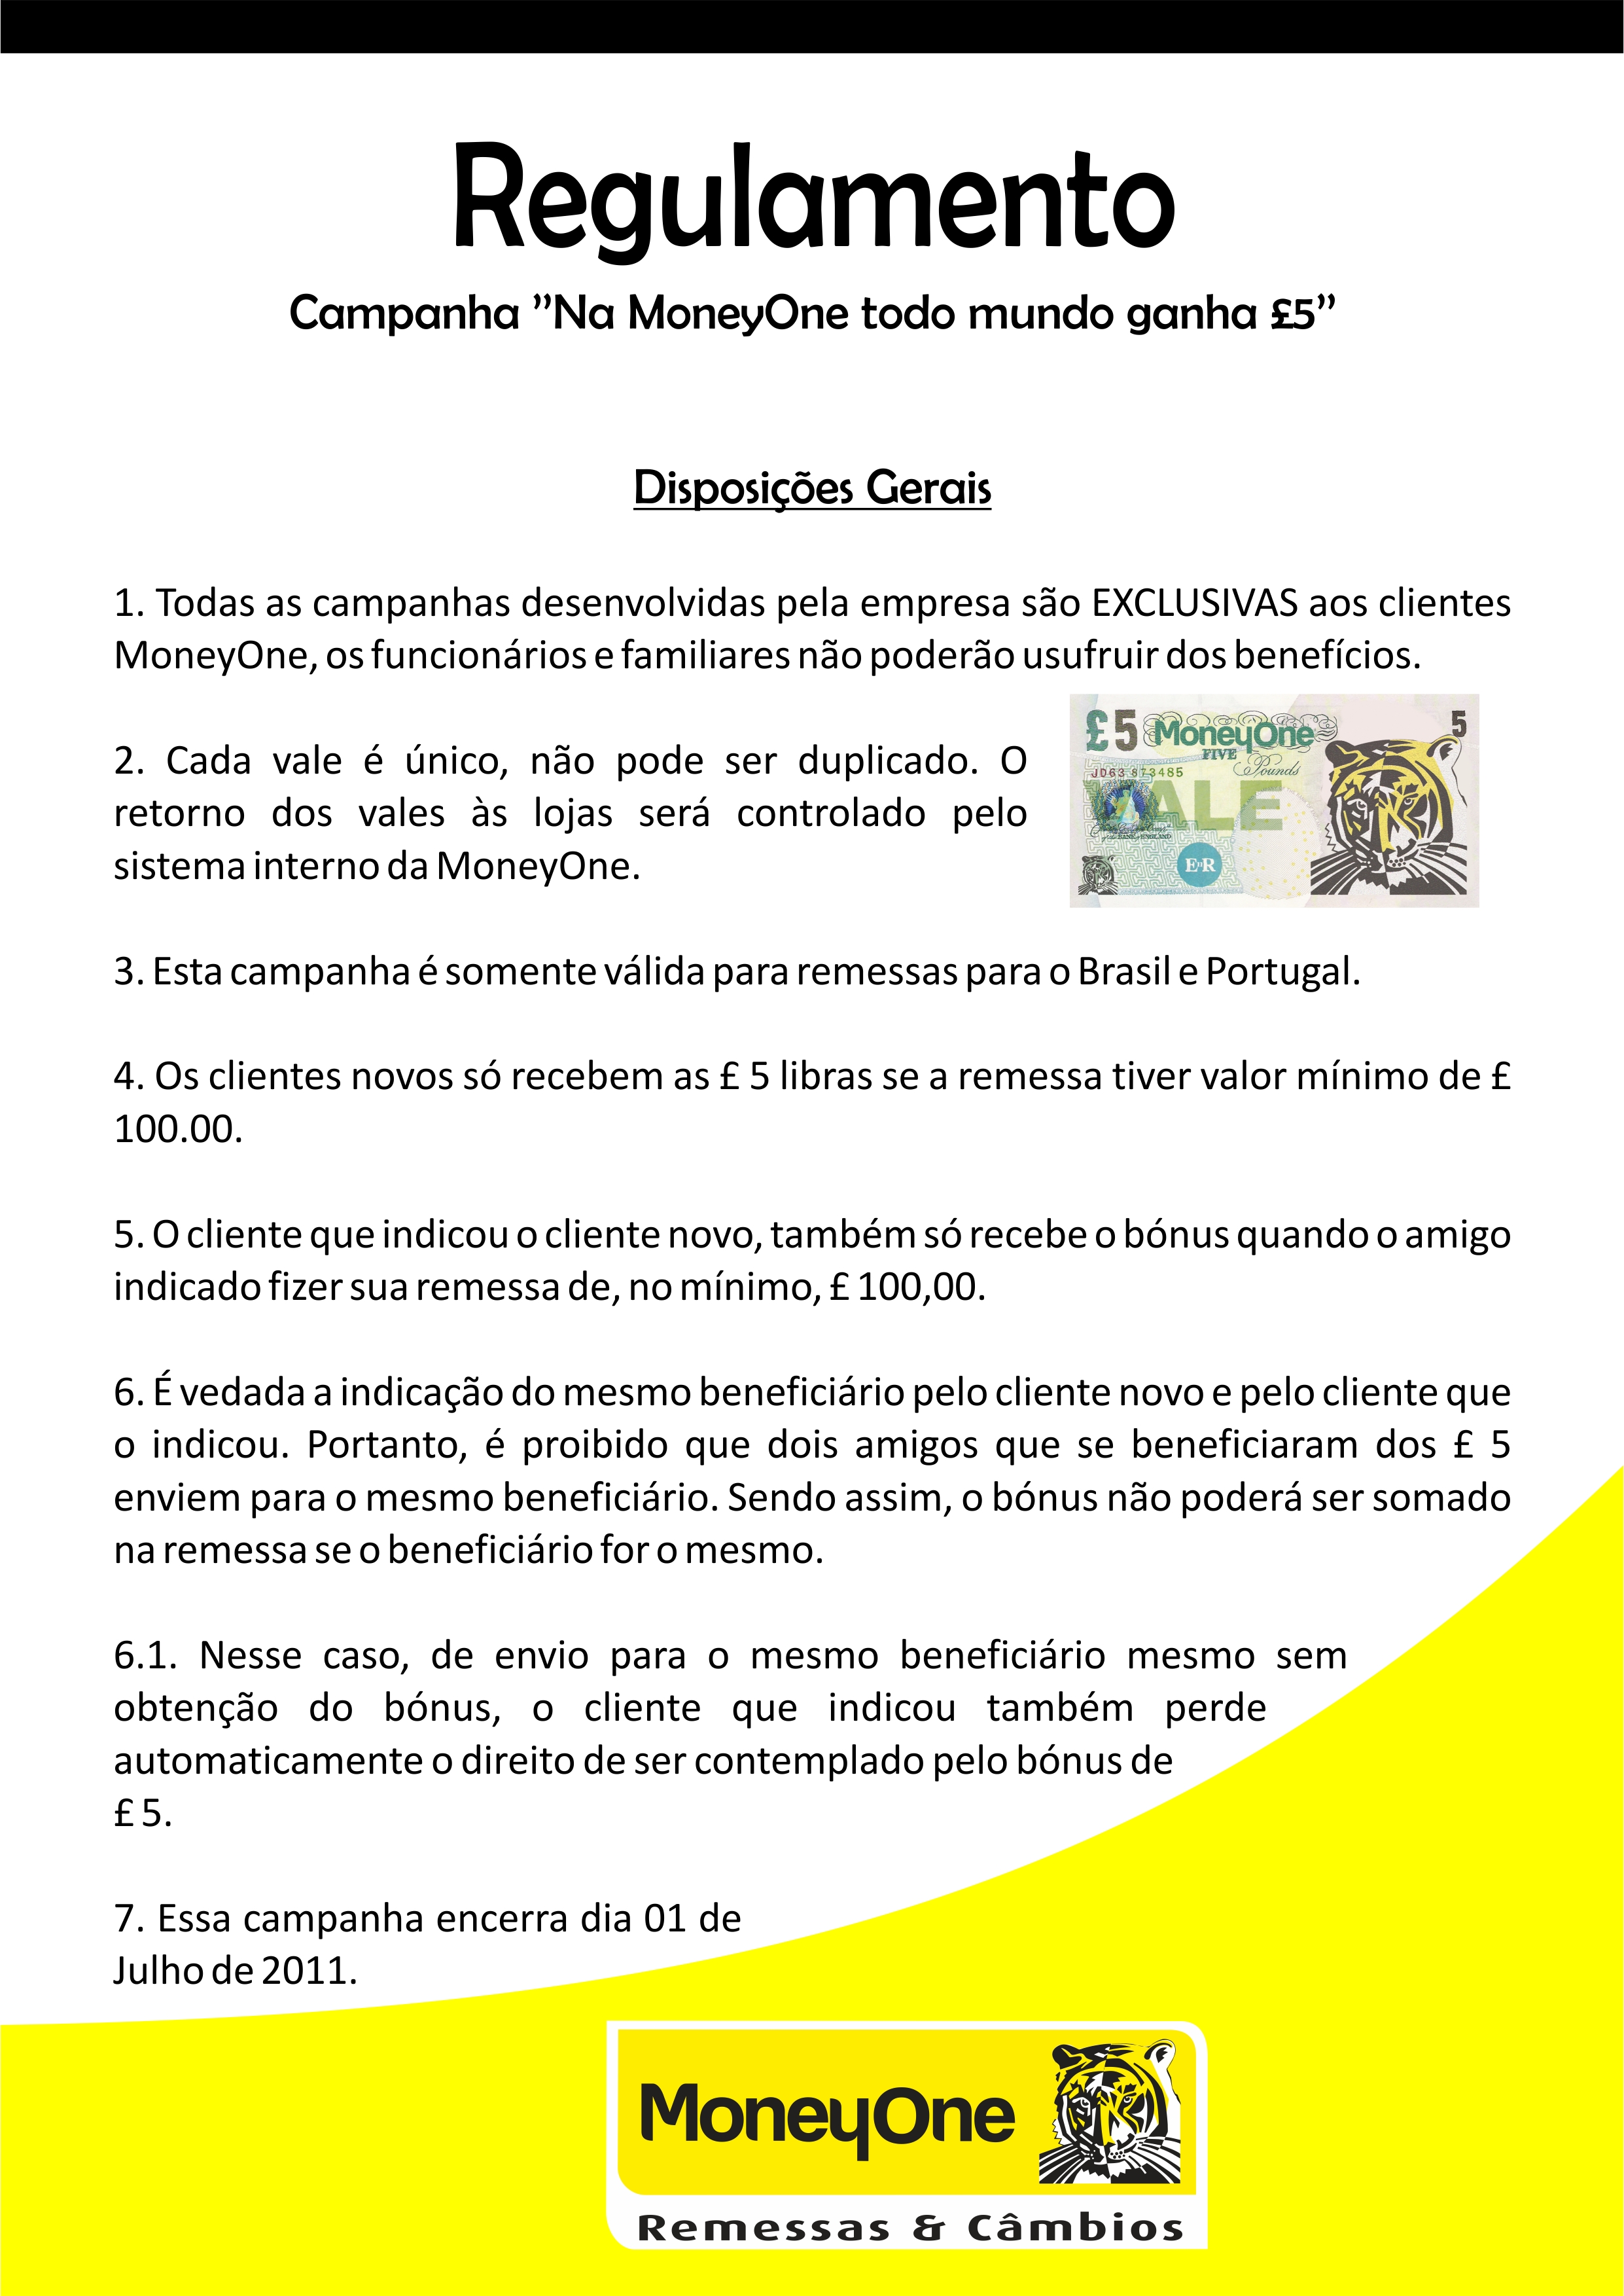 Regulamento
Campanha ”Na MoneyOne todo mundo ganha £5”
Disposições Gerais
1. Todas as campanhas desenvolvidas pela empresa são EXCLUSIVAS aos clientes
MoneyOne, os funcionários e familiares não poderão usufruir dos benefícios.
2. Cada vale é único, não pode ser duplicado. O
retorno dos vales às lojas será controlado pelo
sistema interno da MoneyOne.
£5 MoneyOne 5
FIVE
Pounds
JD63 873485
VALE
E II R
3. Esta campanha é somente válida para remessas para o Brasil e Portugal.
4. Os clientes novos só recebem as £ 5 libras se a remessa tiver valor mínimo de £
100.00.
5. O cliente que indicou o cliente novo, também só recebe o bónus quando o amigo
indicado fizer sua remessa de, no mínimo, £ 100,00.
6. É vedada a indicação do mesmo beneficiário pelo cliente novo e pelo cliente que
o indicou. Portanto, é proibido que dois amigos que se beneficiaram dos £ 5
enviem para o mesmo beneficiário. Sendo assim, o bónus não poderá ser somado
na remessa se o beneficiário for o mesmo.
6.1. Nesse caso, de envio para o mesmo beneficiário mesmo sem
obtenção do bónus, o cliente que indicou também perde
automaticamente o direito de ser contemplado pelo bónus de
£ 5.
7. Essa campanha encerra dia 01 de
Julho de 2011.
MoneyOne
Remessas & Câmbios